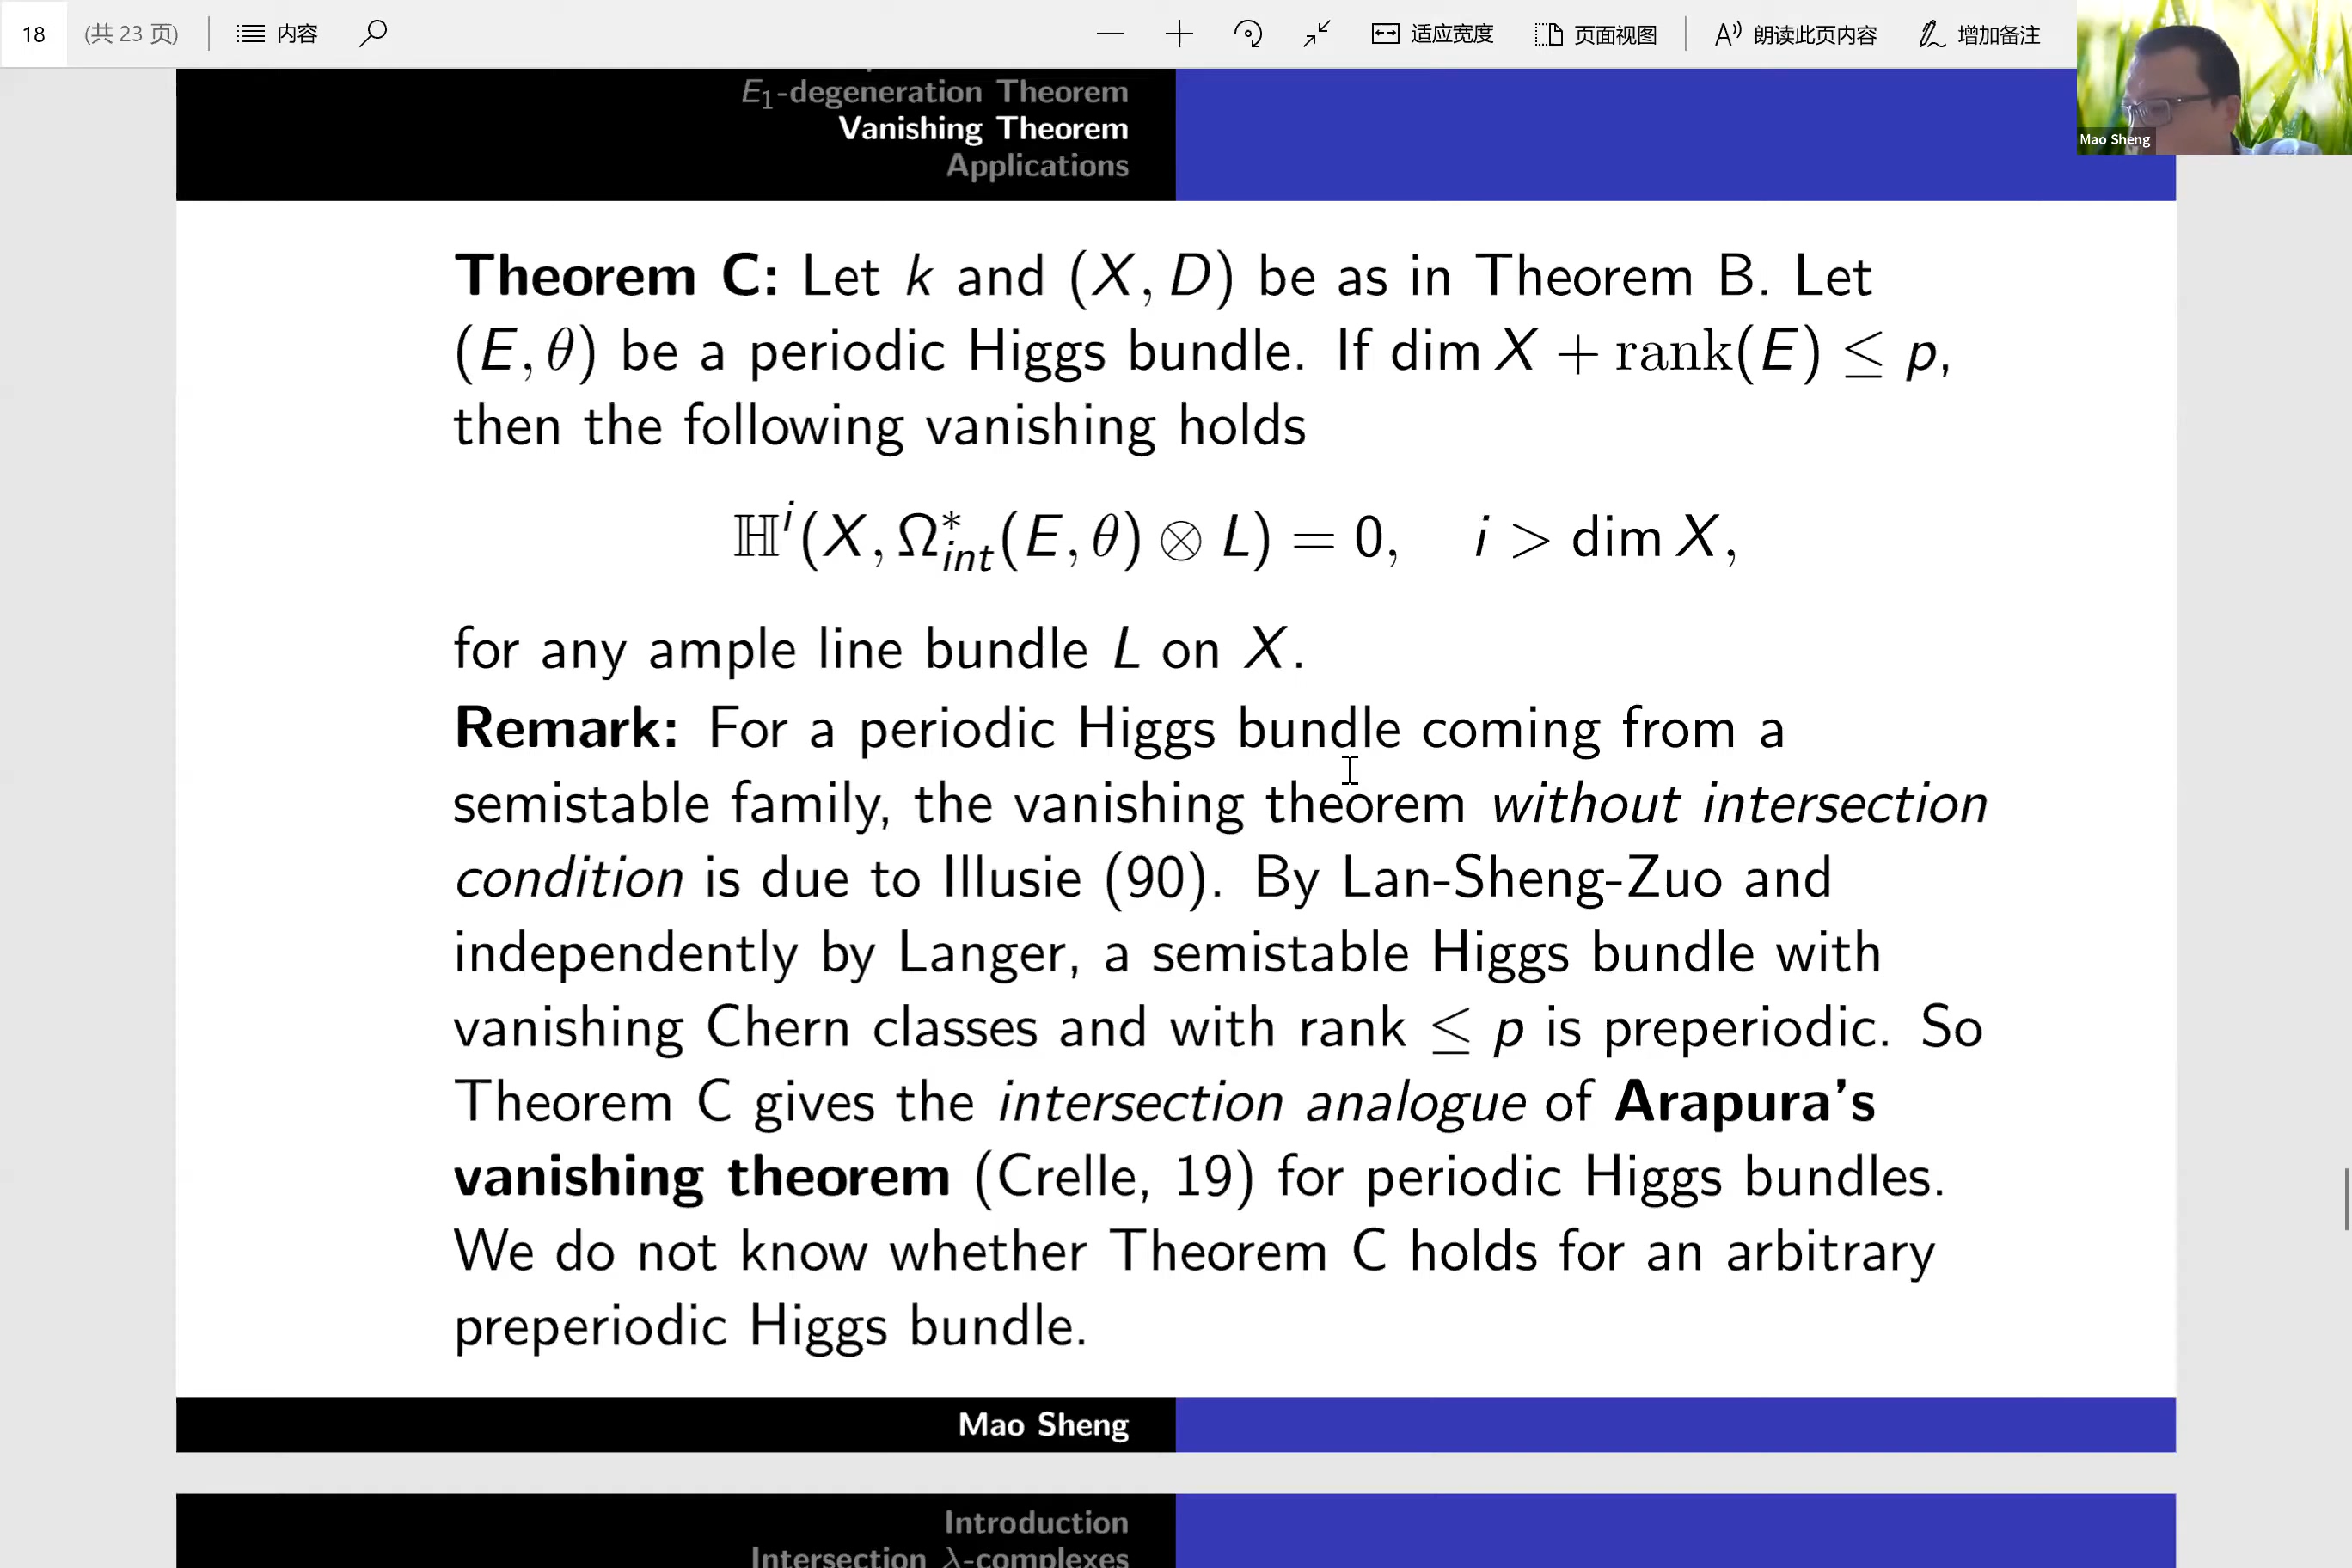 18 (共 23 页) 内容 适应宽度 页面视图 朗读此页内容 增加备注
Mao Sheng
E₁-degeneration Theorem
Vanishing Theorem
Applications
Theorem C: Let k and (X, D) be as in Theorem B. Let
(E, θ) be a periodic Higgs bundle. If dim X + rank(E) ≤ p,
then the following vanishing holds
ℍⁱ(X, Ω*ᵢₙₜ(E, θ) ⊗ L) = 0, i > dim X,
for any ample line bundle L on X.
Remark: For a periodic Higgs bundle coming from a
semistable family, the vanishing theorem without intersection
condition is due to Illusie (90). By Lan-Sheng-Zuo and
independently by Langer, a semistable Higgs bundle with
vanishing Chern classes and with rank ≤ p is preperiodic. So
Theorem C gives the intersection analogue of Arapura's
vanishing theorem (Crelle, 19) for periodic Higgs bundles.
We do not know whether Theorem C holds for an arbitrary
preperiodic Higgs bundle.
Mao Sheng
Introduction
Intersection λ-complexes